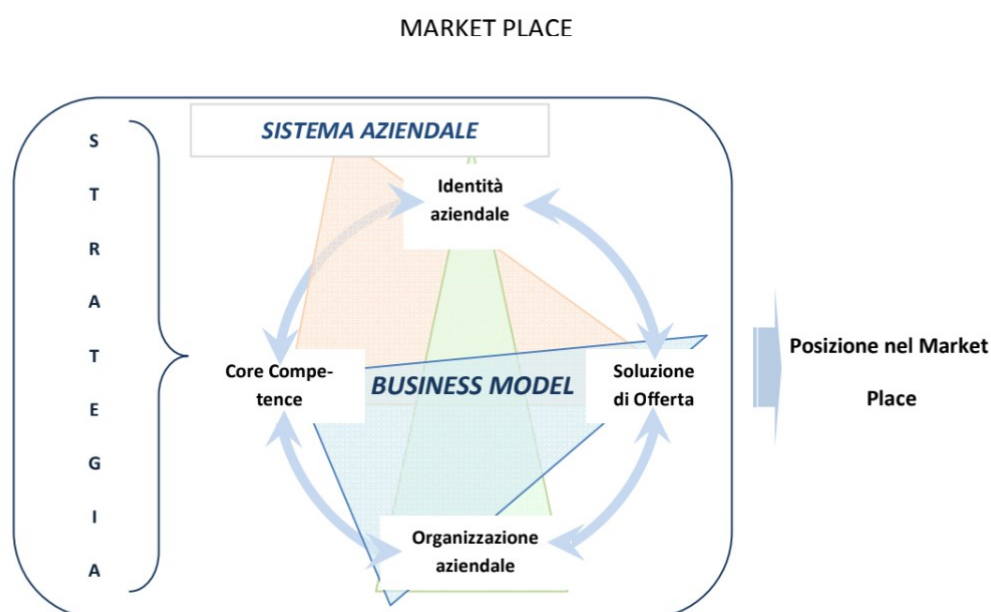 MARKET PLACE
SISTEMA AZIENDALE
S
T
R
A
T
E
G
I
A
Identità
aziendale
Core Compe-
tence
BUSINESS MODEL
Soluzione
di Offerta
Organizzazione
aziendale
Posizione nel Market
Place